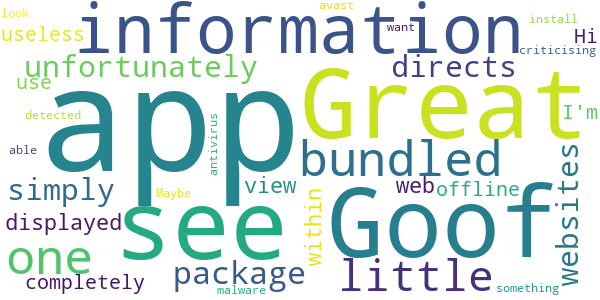 look
avast
want
install
Hi
useless
information
criticising
unfortunately
directs
use
Great
I'm
detected
app
antivirus
able
bundled
websites
simply
Maybe
view
web
offline
displayed
see
within
Goof
one
package
little
completely
malware
something